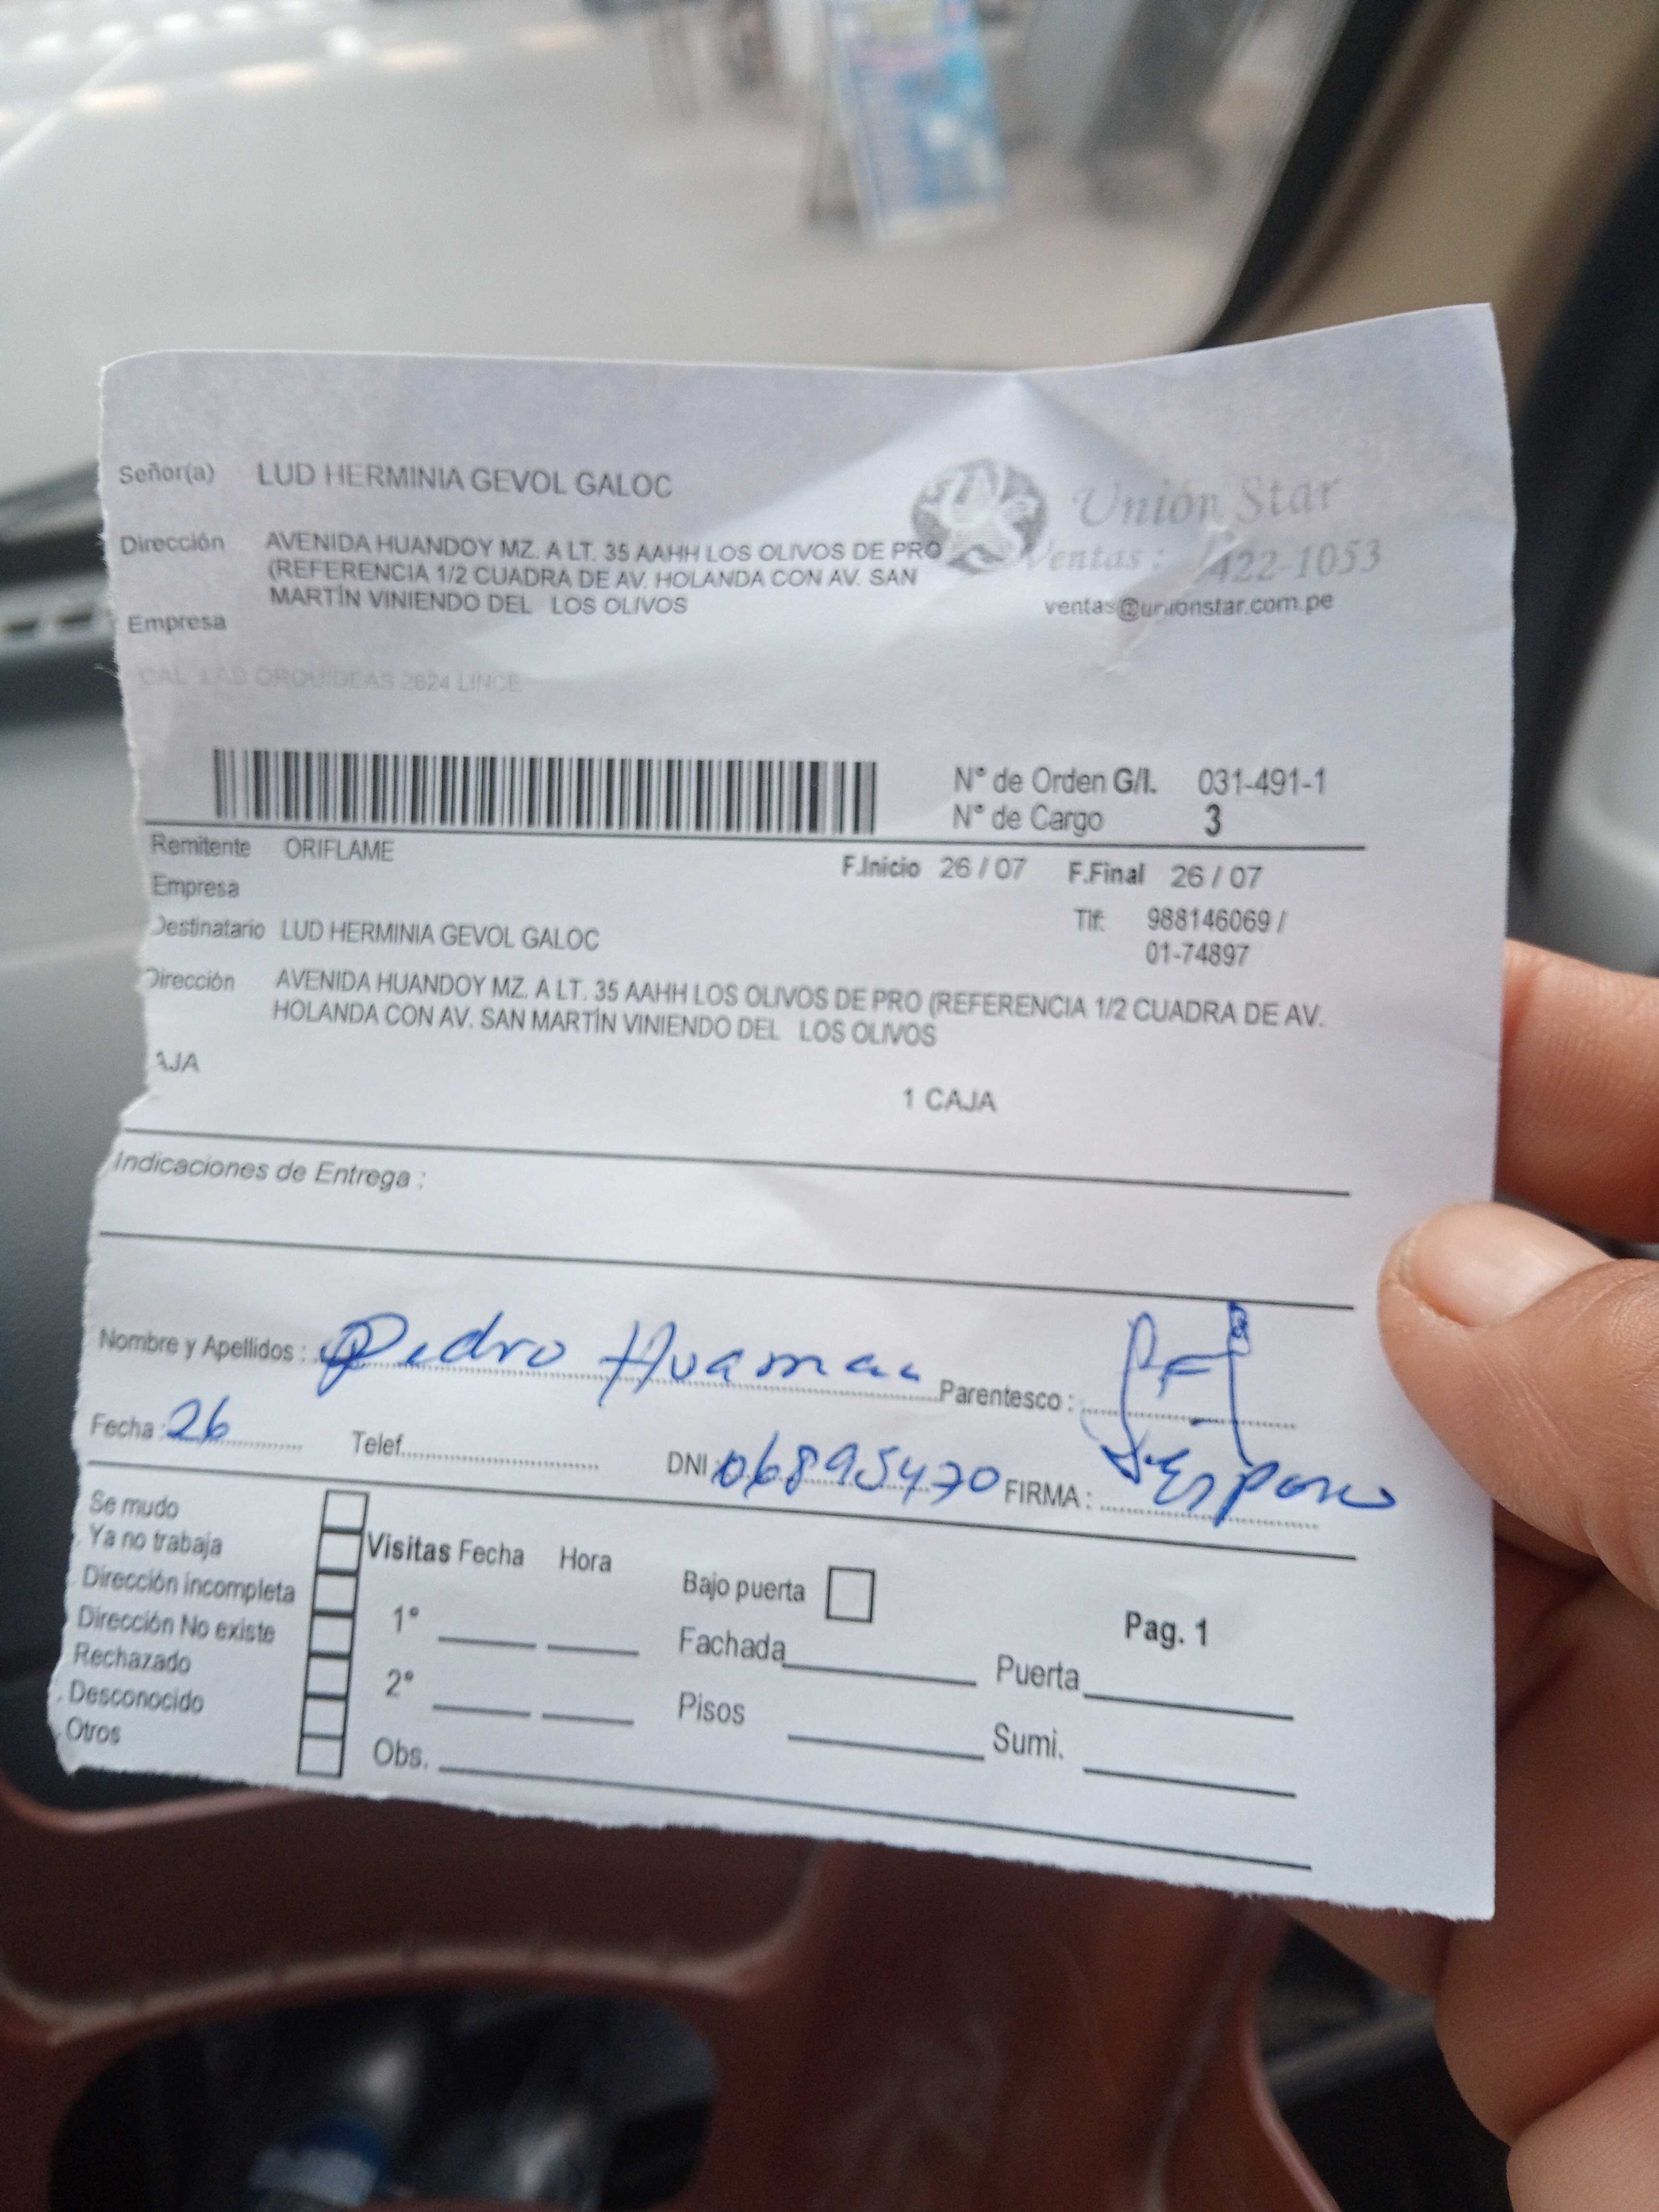 Señor(a) LUD HERMINIA GEVOL GALOC
Unión Star
Dirección AVENIDA HUANDOY MZ. A LT. 35 AAHH LOS OLIVOS DE PRO
(REFERENCIA 1/2 CUADRA DE AV. HOLANDA CON AV. SAN
MARTÍN VINIENDO DEL LOS OLIVOS
Ventas : 422-1053
ventas@unionstar.com.pe
Empresa
CAL LAS ORQUIDEAS 2624 LINCE
N° de Orden G/I. 031-491-1
N° de Cargo 3
Remitente ORIFLAME
F.Inicio 26 / 07 F.Final 26 / 07
Empresa
Tlf: 988146069 /
01-74897
Destinatario LUD HERMINIA GEVOL GALOC
Dirección AVENIDA HUANDOY MZ. A LT. 35 AAHH LOS OLIVOS DE PRO (REFERENCIA 1/2 CUADRA DE AV.
HOLANDA CON AV. SAN MARTÍN VINIENDO DEL LOS OLIVOS
AJA
1 CAJA
Indicaciones de Entrega :
Nombre y Apellidos : Pedro Huaman Parentesco :
Fecha : 26 Telef. DNI 06895470 FIRMA : Esposo
Se mudo
Ya no trabaja
Dirección incompleta
Dirección No existe
Rechazado
Desconocido
Otros
Visitas Fecha Hora
1°
2°
Obs.
Bajo puerta
Fachada
Pisos
Pag. 1
Puerta
Sumi.